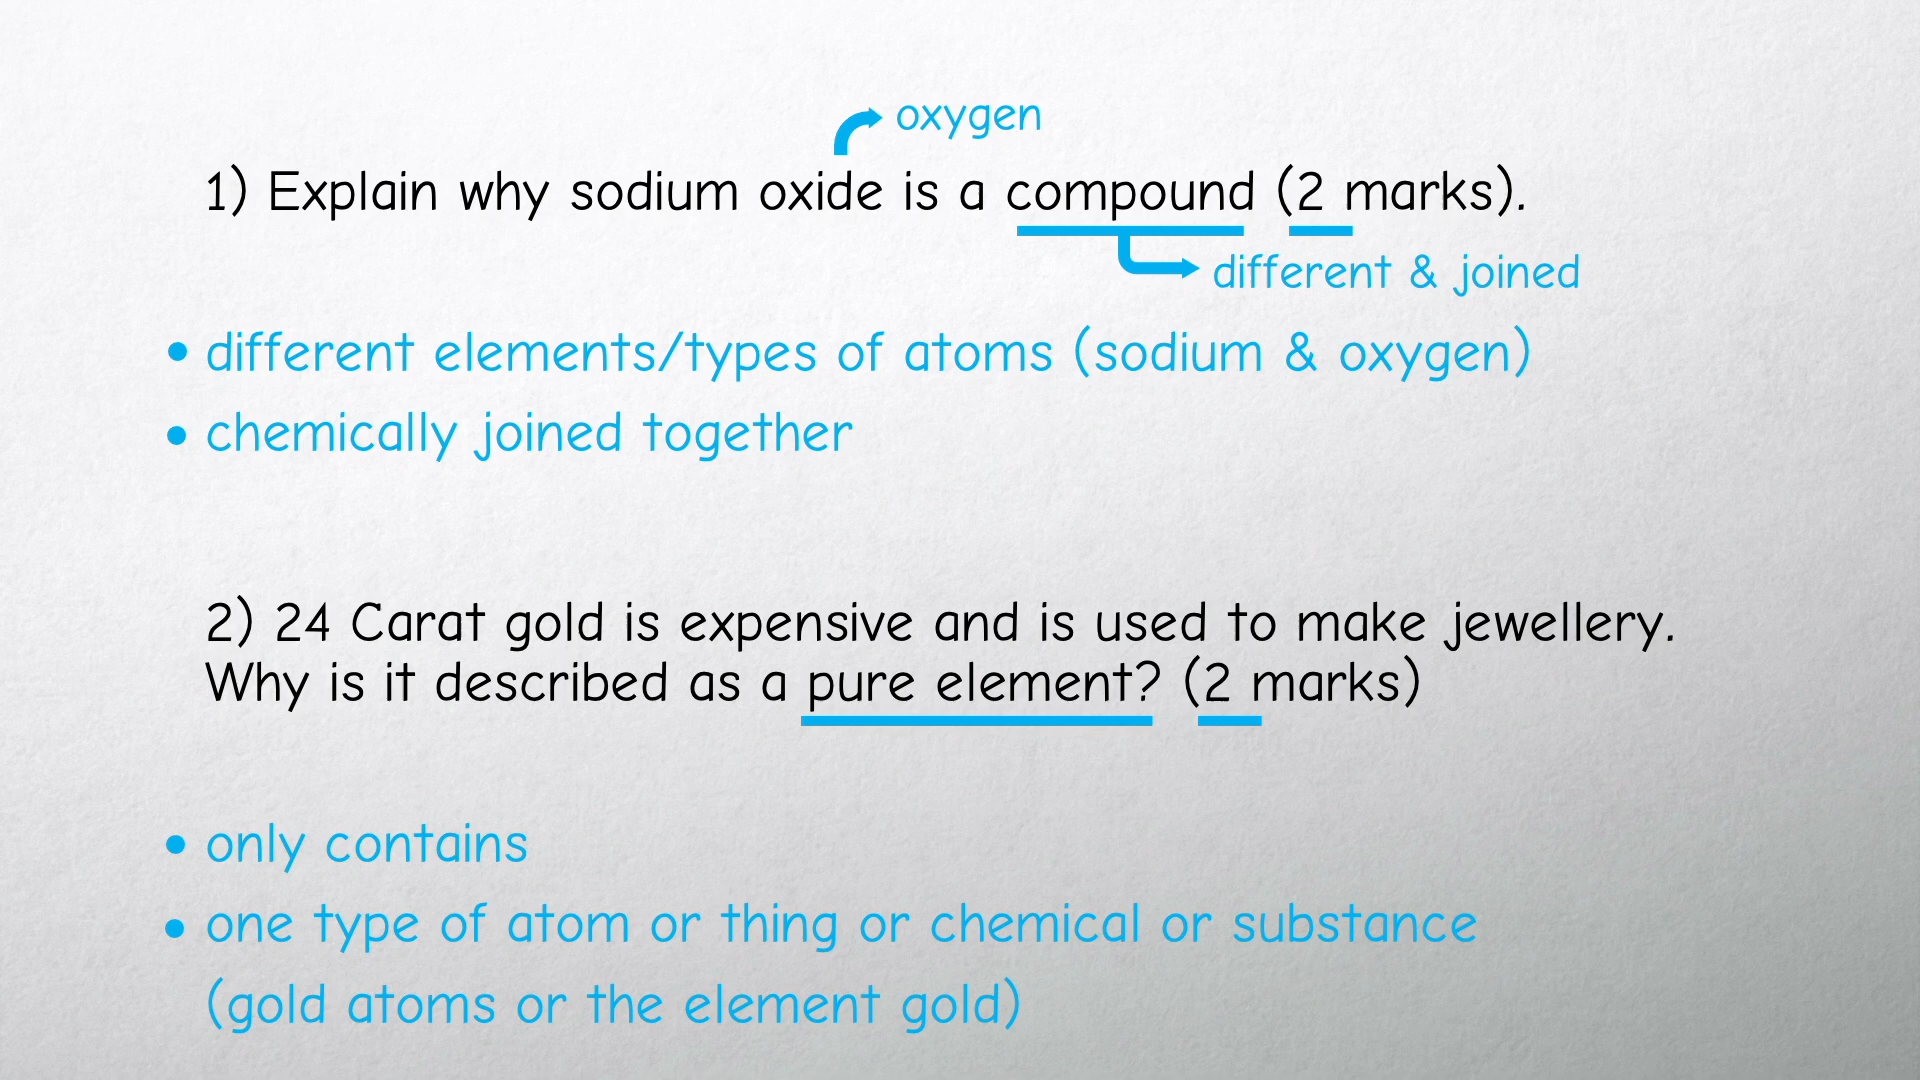 oxygen
1) Explain why sodium oxide is a compound (2 marks).
different & joined
• different elements/types of atoms (sodium & oxygen)
• chemically joined together
2) 24 Carat gold is expensive and is used to make jewellery.
Why is it described as a pure element? (2 marks)
• only contains
• one type of atom or thing or chemical or substance
(gold atoms or the element gold)